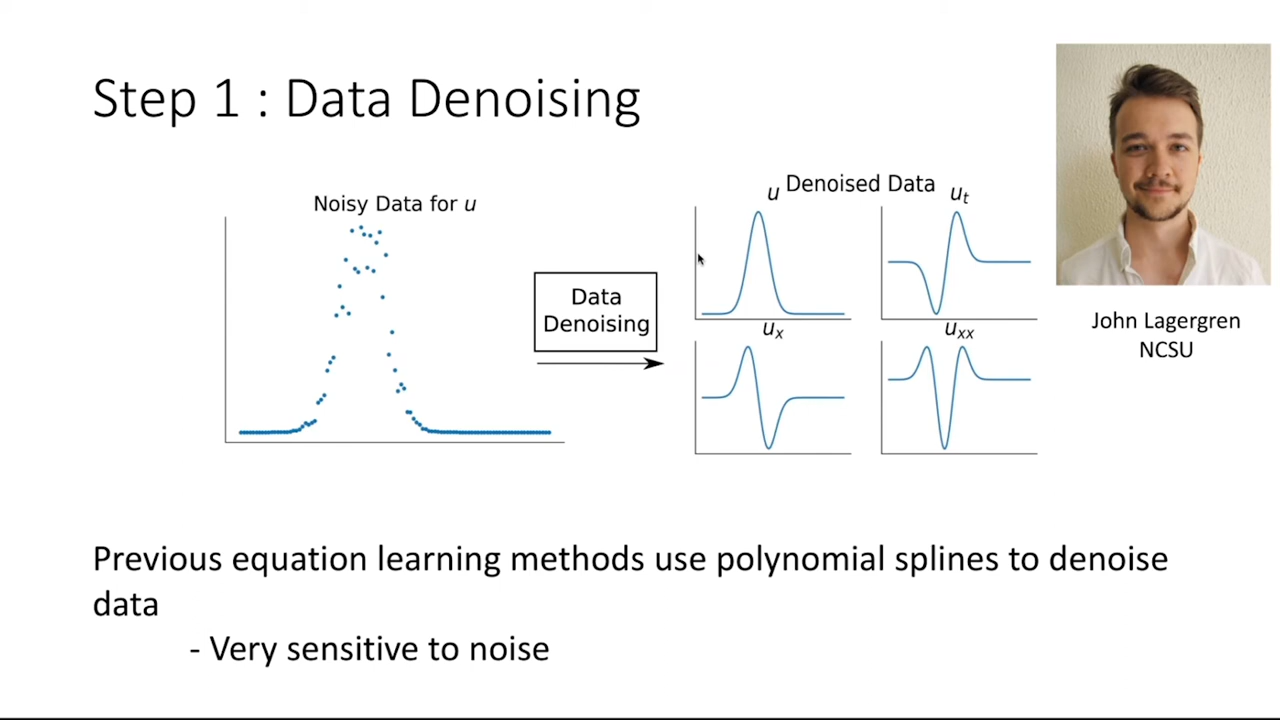 Step 1 : Data Denoising
Noisy Data for u
Data
Denoising
Denoised Data
u
u_t
u_x
u_xx
John Lagergren
NCSU
Previous equation learning methods use polynomial splines to denoise
data
- Very sensitive to noise